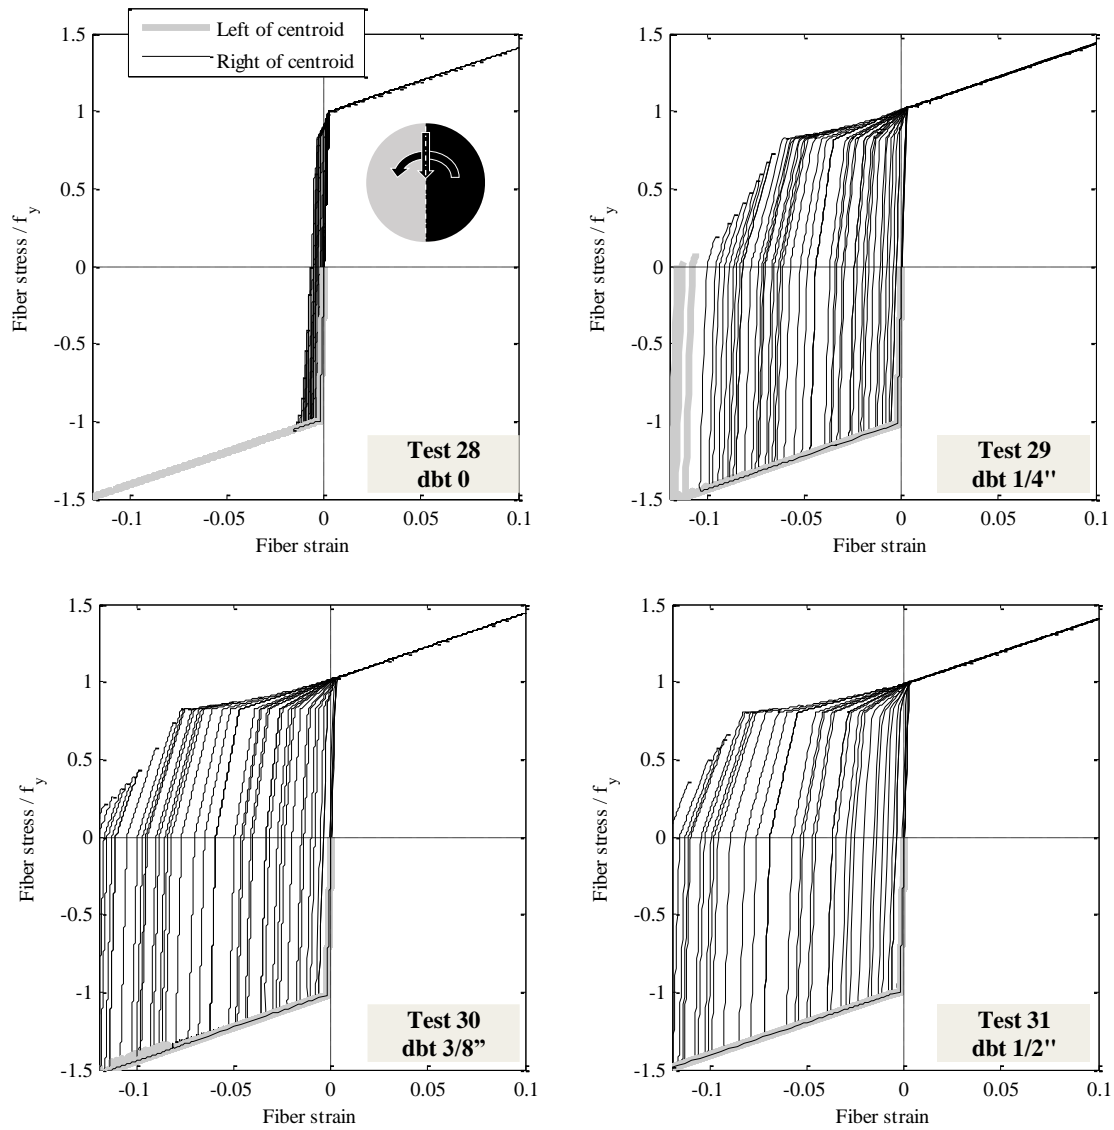 Left of centroid
Right of centroid
1.5
1
0.5
0
-0.5
-1
-1.5
-0.1
-0.05
0
0.05
0.1
Fiber strain
Fiber stress / f y
Test 28
dbt 0
1.5
1
0.5
0
-0.5
-1
-1.5
-0.1
-0.05
0
0.05
0.1
Fiber strain
Fiber stress / f y
Test 29
dbt 1/4"
1.5
1
0.5
0
-0.5
-1
-1.5
-0.1
-0.05
0
0.05
0.1
Fiber strain
Fiber stress / f y
Test 30
dbt 3/8”
1.5
1
0.5
0
-0.5
-1
-1.5
-0.1
-0.05
0
0.05
0.1
Fiber strain
Fiber stress / f y
Test 31
dbt 1/2"